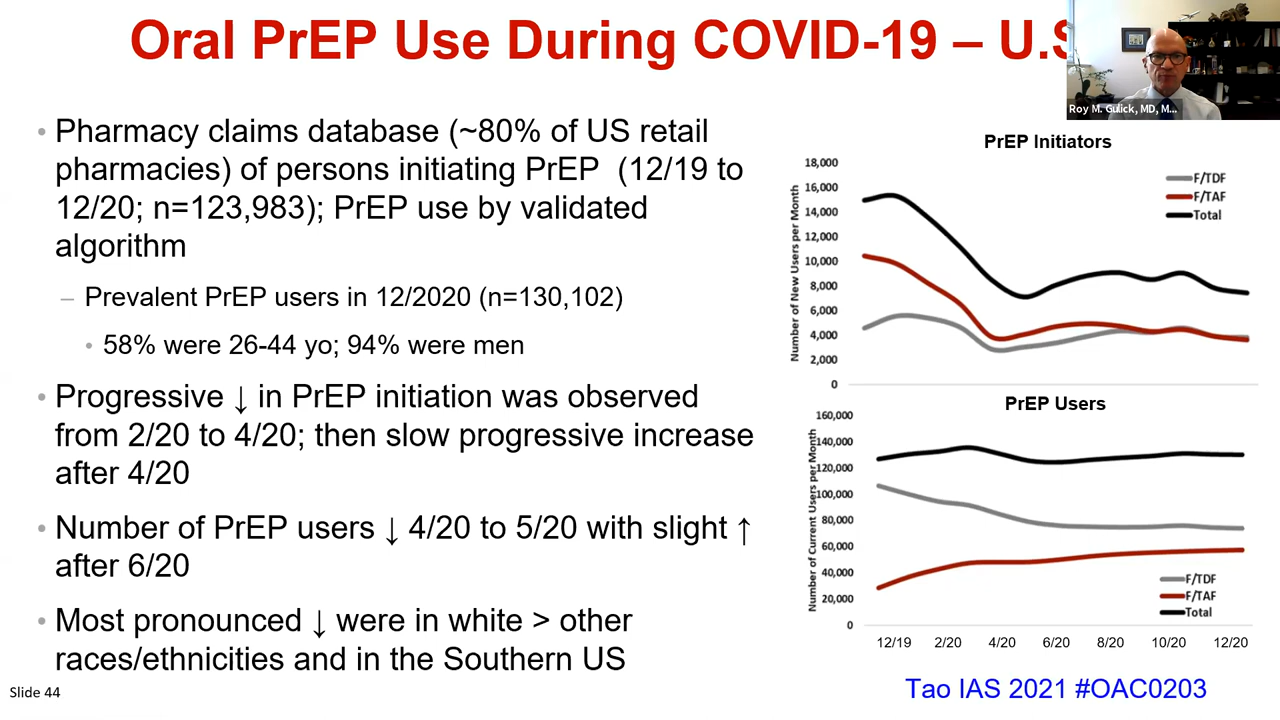 Oral PrEP Use During COVID-19 – U.S
Roy M. Gulick, MD, M...
• Pharmacy claims database (~80% of US retail
pharmacies) of persons initiating PrEP (12/19 to
12/20; n=123,983); PrEP use by validated
algorithm
– Prevalent PrEP users in 12/2020 (n=130,102)
• 58% were 26-44 yo; 94% were men
• Progressive ↓ in PrEP initiation was observed
from 2/20 to 4/20; then slow progressive increase
after 4/20
• Number of PrEP users ↓ 4/20 to 5/20 with slight ↑
after 6/20
• Most pronounced ↓ were in white > other
races/ethnicities and in the Southern US
Slide 44
PrEP Initiators
Number of New Users per Month
18,000
16,000
14,000
12,000
10,000
8,000
6,000
4,000
2,000
0
F/TDF
F/TAF
Total
PrEP Users
Number of Current Users per Month
160,000
140,000
120,000
100,000
80,000
60,000
40,000
20,000
0
F/TDF
F/TAF
Total
12/19 2/20 4/20 6/20 8/20 10/20 12/20
Tao IAS 2021 #OAC0203